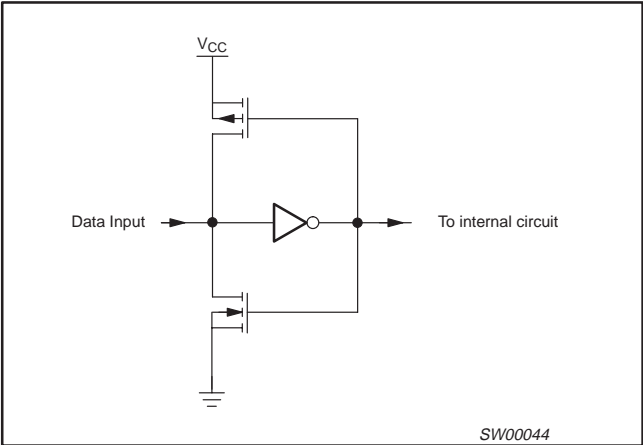 VCC
Data Input
To internal circuit
SW00044